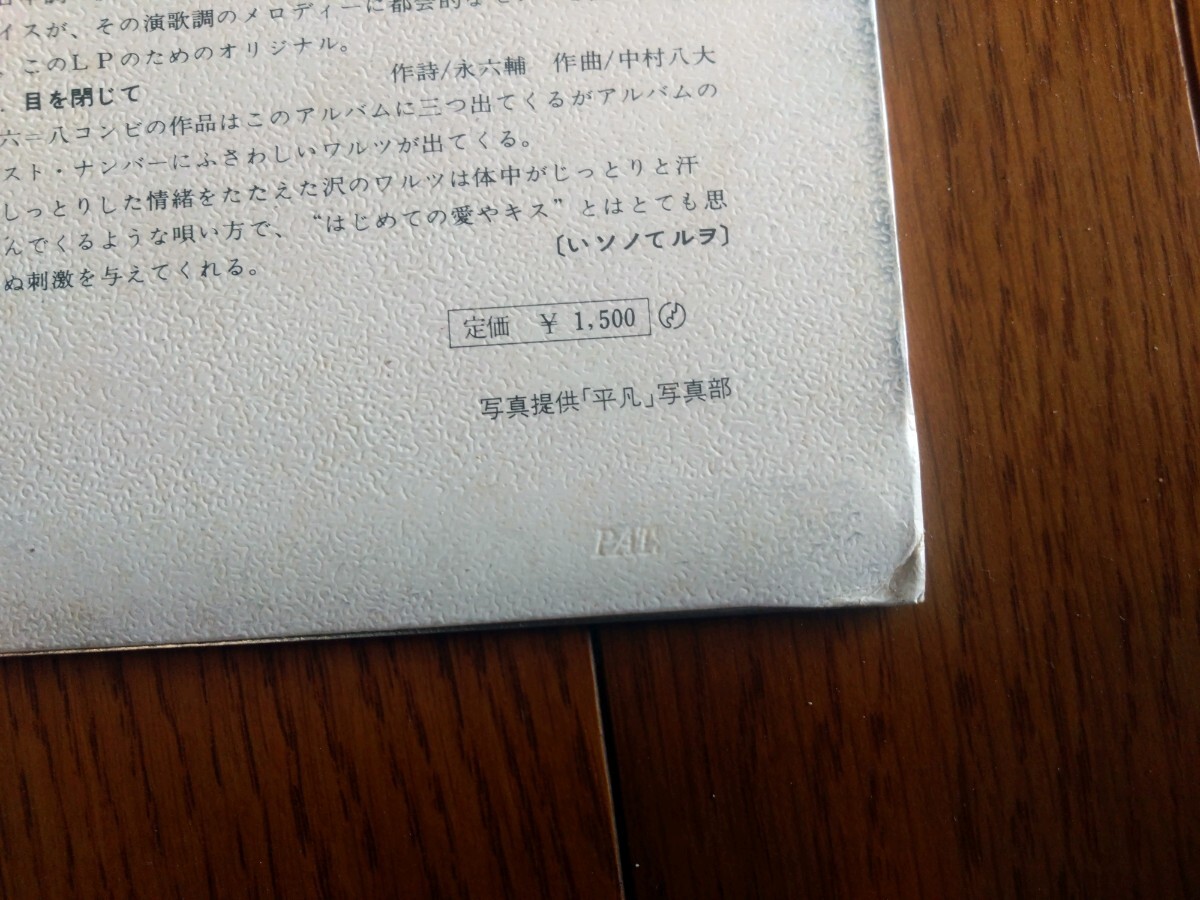 イスが、その演歌調のメロディーに都会的な
このLPのためのオリジナル。
作詩/永六輔 作曲/中村八大
. 目を閉じて
六=八コンビの作品はこのアルバムに三つ出てくるがアルバムの
スト・ナンバーにふさわしいワルツが出てくる。
しっとりした情緒をたたえた沢のワルツは体中がじっとりと汗
んでくるような唄い方で、“はじめての愛やキス”とはとても思
ぬ刺激を与えてくれる。
〔いソノてルヲ〕
定価 ¥ 1,500
写真提供「平凡」写真部
PAT.